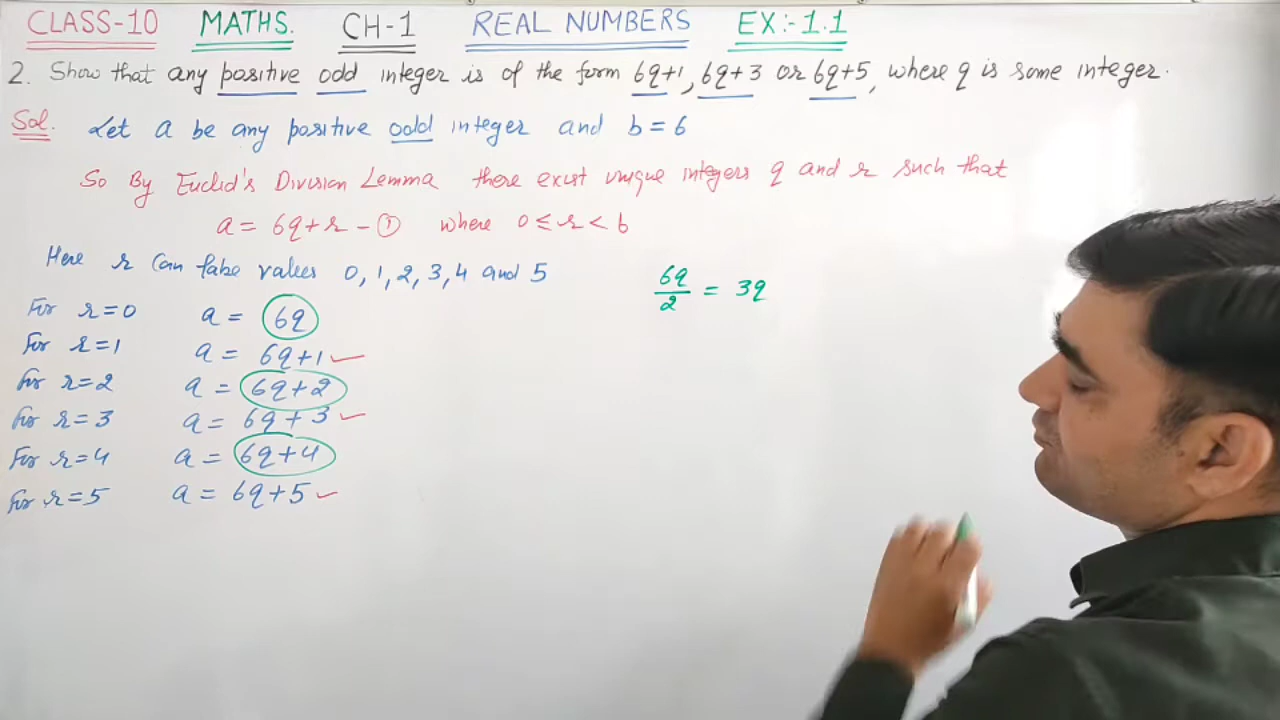 CLASS-10 MATHS. CH-1 REAL NUMBERS EX:-1.1
2. Show that any positive odd integer is of the form 6q+1, 6q+3 or 6q+5, where q is some integer.
Sol. Let a be any positive odd integer and b = 6
So By Euclid's Division Lemma there exist unique integers q and r such that
a = 6q+r - ① where 0 ≤ r < b
Here r can take values 0, 1, 2, 3, 4 and 5
6q/2 = 3q
For r=0 a = 6q
For r=1 a = 6q+1 ✓
For r=2 a = 6q+2
For r=3 a = 6q+3 ✓
For r=4 a = 6q+4
For r=5 a = 6q+5 ✓